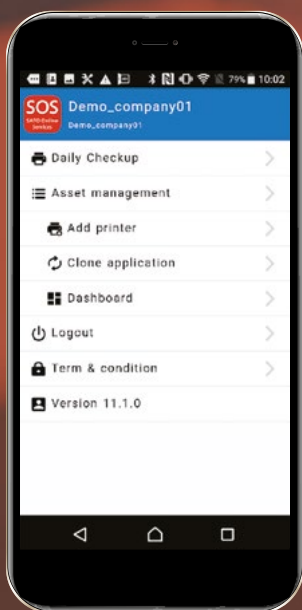 79% 10:02
SOS
SATO Online
Services
Demo_company01
Demo_company01
Daily Checkup
Asset management
Add printer
Clone application
Dashboard
Logout
Term & condition
Version 11.1.0